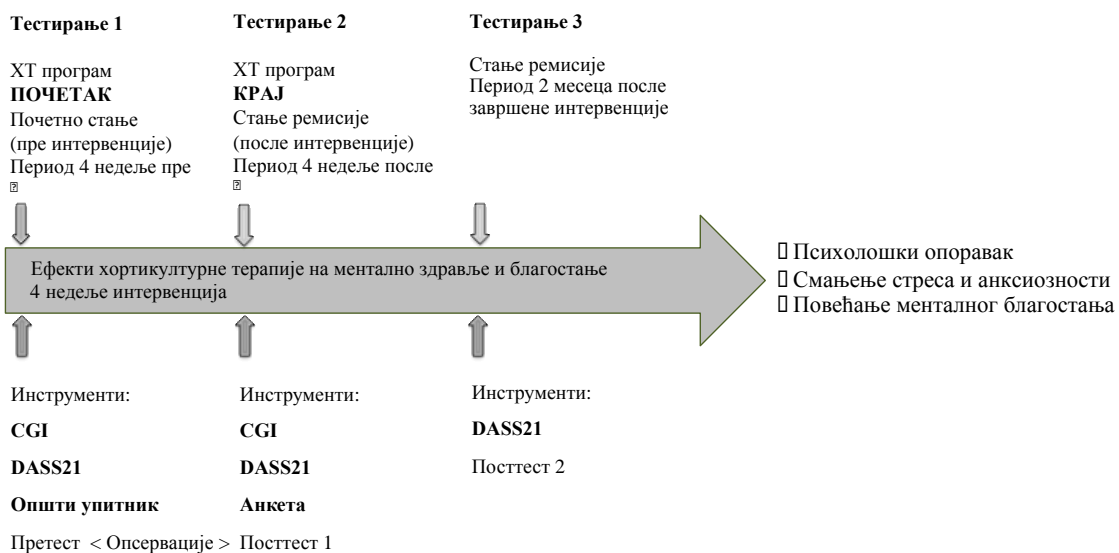 Тестирање 1
ХТ програм
ПОЧЕТАК
Почетно стање
(пре интервенције)
Период 4 недеље пре
Тестирање 2
ХТ програм
КРАЈ
Стање ремисије
(после интервенције)
Период 4 недеље после
Тестирање 3
Стање ремисије
Период 2 месеца после
завршене интервенције
Ефекти хортикултурне терапије на ментално здравље и благостање
4 недеље интервенција
Психолошки опоравак
Смањење стреса и анксиозности
Повећање менталног благостања
Инструменти:
CGI
DASS21
Општи упитник
Претест < Опсервације >
Инструменти:
CGI
DASS21
Анкета
Посттест 1
Инструменти:
DASS21
Посттест 2